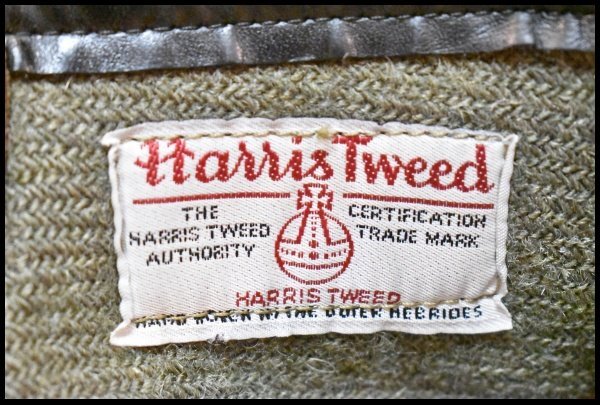 Harris Tweed
THE
HARRIS TWEED
AUTHORITY
CERTIFICATION
TRADE MARK
HARRIS TWEED
HAND WOVEN IN THE OUTER HEBRIDES